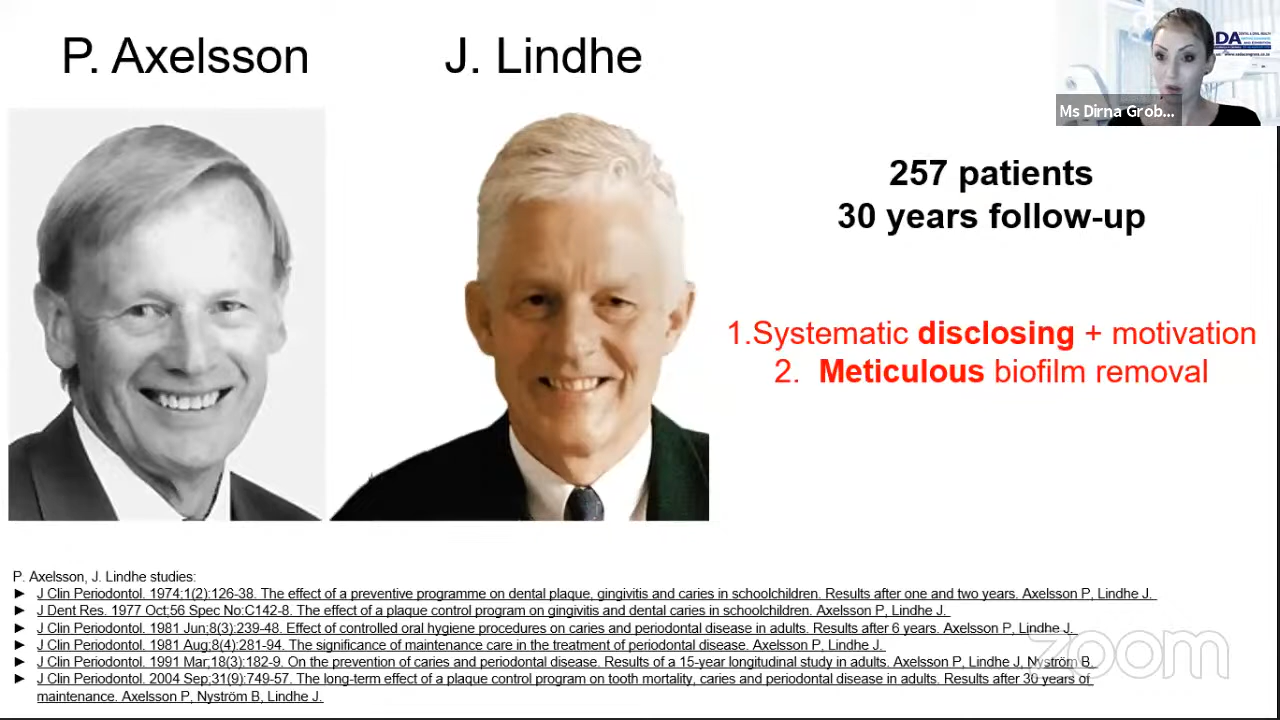 P. Axelsson
J. Lindhe
DA
Ms Dirna Grob...
257 patients
30 years follow-up
1.Systematic disclosing + motivation
2. Meticulous biofilm removal
P. Axelsson, J. Lindhe studies:
► J Clin Periodontol. 1974;1(2):126-38. The effect of a preventive programme on dental plaque, gingivitis and caries in schoolchildren. Results after one and two years. Axelsson P, Lindhe J.
► J Dent Res. 1977 Oct;56 Spec No:C142-8. The effect of a plaque control program on gingivitis and dental caries in schoolchildren. Axelsson P, Lindhe J.
► J Clin Periodontol. 1981 Jun;8(3):239-48. Effect of controlled oral hygiene procedures on caries and periodontal disease in adults. Results after 6 years. Axelsson P, Lindhe J.
► J Clin Periodontol. 1981 Aug;8(4):281-94. The significance of maintenance care in the treatment of periodontal disease. Axelsson P, Lindhe J.
► J Clin Periodontol. 1991 Mar;18(3):182-9. On the prevention of caries and periodontal disease. Results of a 15-year longitudinal study in adults. Axelsson P, Lindhe J, Nyström B.
► J Clin Periodontol. 2004 Sep;31(9):749-57. The long-term effect of a plaque control program on tooth mortality, caries and periodontal disease in adults. Results after 30 years of
maintenance. Axelsson P, Nyström B, Lindhe J.
zoom